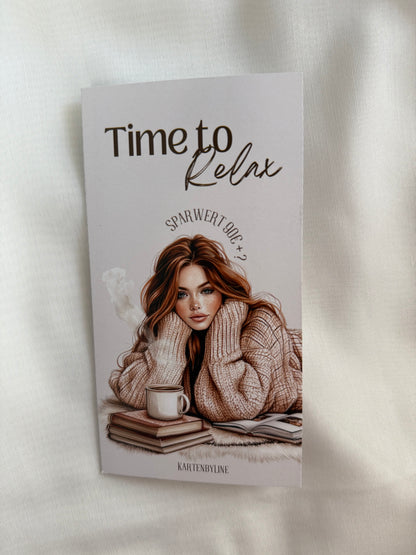 Time to
Relax
SPARWERT 90€ + ?
KARTENBYLINE